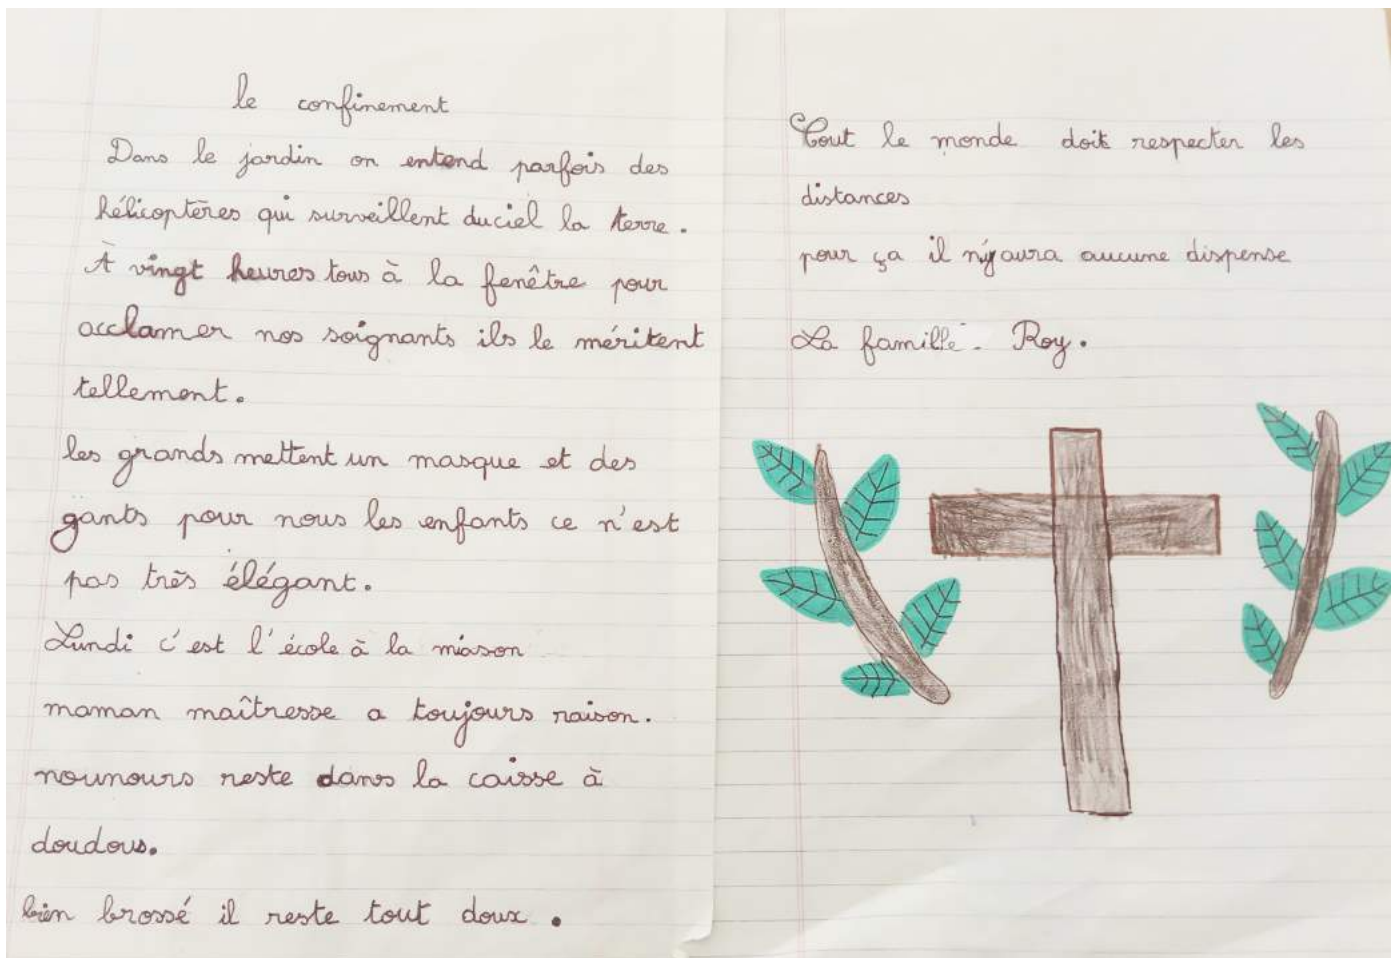 le confinement
Dans le jardin on entend parfois des
hélicoptères qui surveillent du ciel la terre.
À vingt heures tous à la fenêtre pour
acclamer nos soignants ils le méritent
tellement.
les grands mettent un masque et des
gants pour nous les enfants ce n'est
pas très élégant.
Lundi c'est l'école à la miason
maman maîtresse a toujours raison.
nounours reste dans la caisse à
doudous.
bien brossé il reste tout doux.
Tout le monde doit respecter les
distances
pour ça il n'y aura aucune dispense
La famille. Roy.